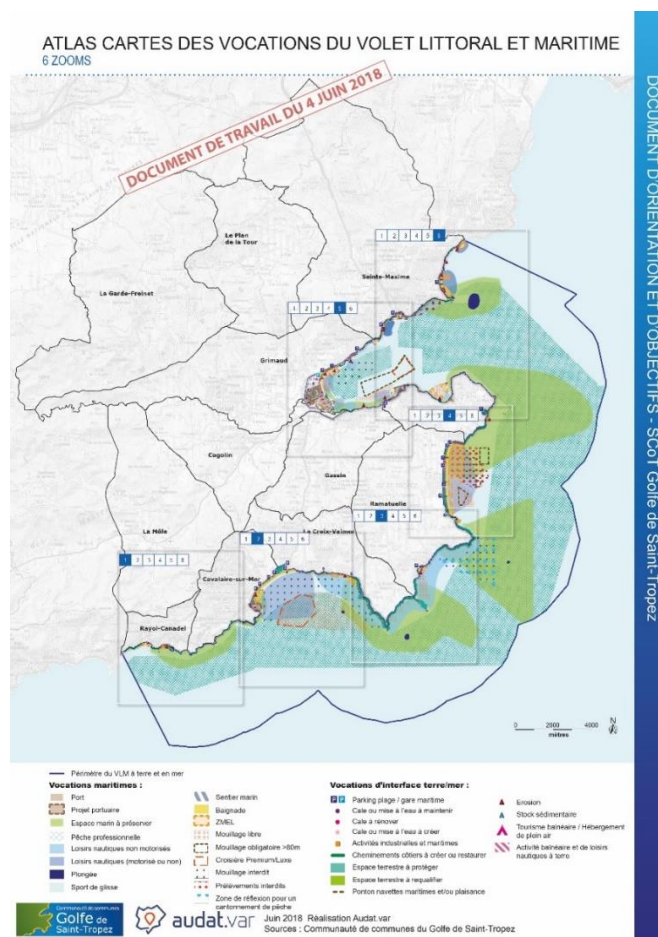 ATLAS CARTES DES VOCATIONS DU VOLET LITTORAL ET MARITIME
6 ZOOMS
DOCUMENT DE TRAVAIL DU 4 JUIN 2018
DOCUMENT D'ORIENTATION ET D'OBJECTIFS - SCoT Golfe de Saint-Tropez
Le Plan
de la Tour
1 2 3 4 5 6
Sainte-Maxime
La Garde-Freinet
Grimaud
Cogolin
Gassin
Ramatuelle
La Môle
La Croix-Valmer
Cavalaire-sur-Mer
Rayol-Canadel
0 2000 4000
mètres
N
Périmètre du VLM à terre et en mer
Vocations maritimes :
Port
Projet portuaire
Espace marin à préserver
Pêche professionnelle
Loisirs nautiques non motorisés
Loisirs nautiques (motorisé ou non)
Plongée
Sport de glisse
Sentier marin
Baignade
ZMEL
Mouillage libre
Mouillage obligatoire >60m
Croisière Premium/Luxe
Mouillage interdit
Prélèvements interdits
Zone de réflexion pour un
cantonnement de pêche
Vocations d'interface terre/mer :
P P Parking plage / gare maritime
Cale ou mise à l'eau à maintenir
Cale à rénover
Cale ou mise à l'eau à créer
Activités industrielles et maritimes
Cheminements côtiers à créer ou restaurer
Espace terrestre à protéger
Espace terrestre à requalifier
Ponton navettes maritimes et/ou plaisance
Erosion
Stock sédimentaire
Tourisme balnéaire / Hébergement
de plein air
Activité balnéaire et de loisirs
nautiques à terre
Communauté de communes
Golfe de
Saint-Tropez
audat.var
Juin 2018 Réalisation Audat.var
Sources : Communauté de communes du Golfe de Saint-Tropez